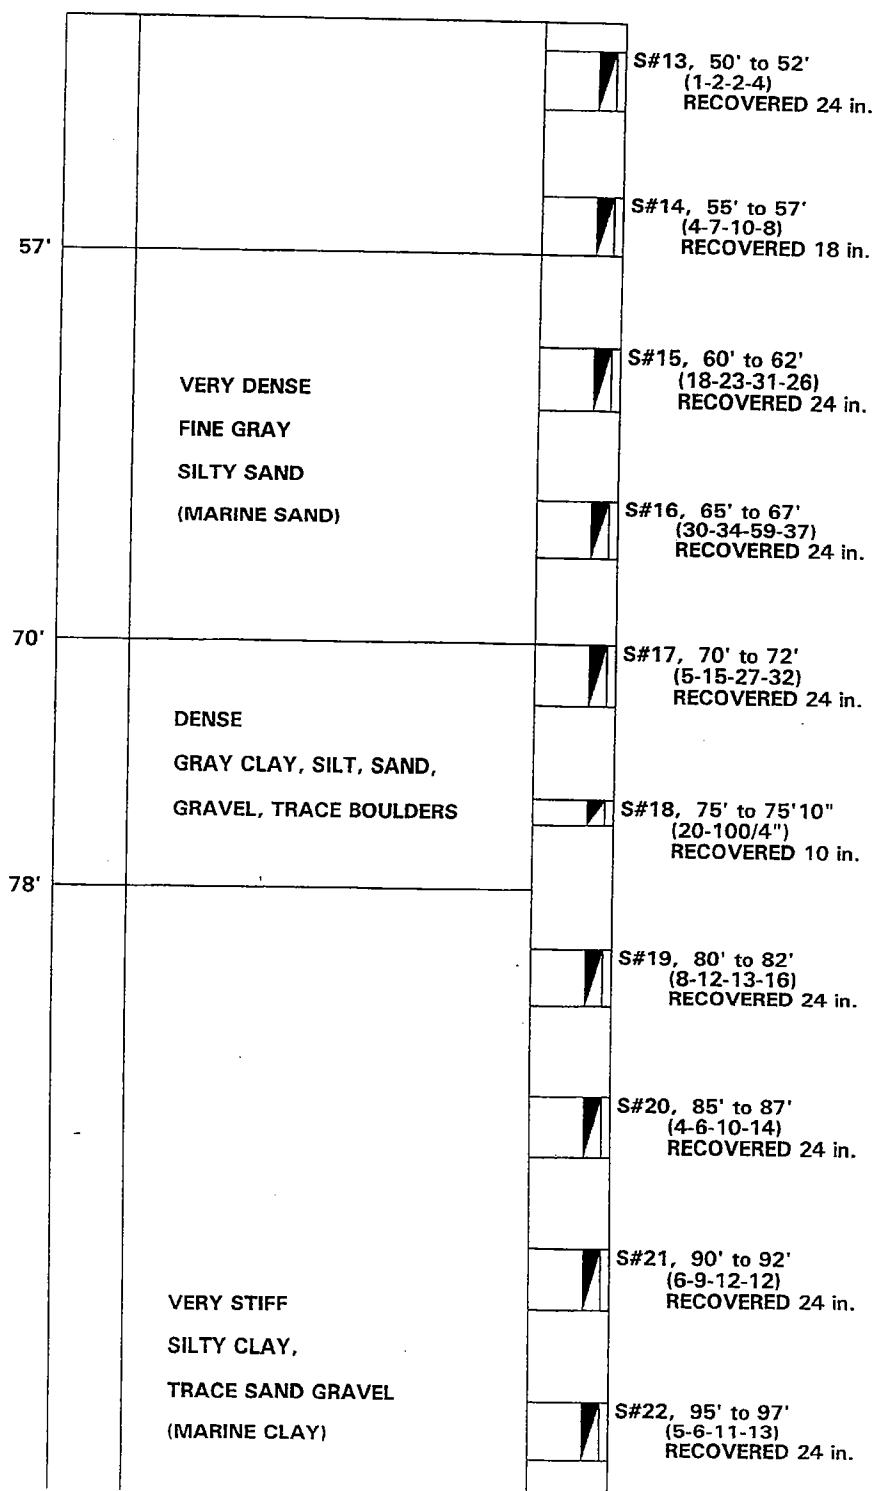 S#13, 50' to 52'
(1-2-2-4)
RECOVERED 24 in.
S#14, 55' to 57'
(4-7-10-8)
RECOVERED 18 in.
57'
VERY DENSE
FINE GRAY
SILTY SAND
(MARINE SAND)
S#15, 60' to 62'
(18-23-31-26)
RECOVERED 24 in.
S#16, 65' to 67'
(30-34-59-37)
RECOVERED 24 in.
70'
S#17, 70' to 72'
(5-15-27-32)
RECOVERED 24 in.
DENSE
GRAY CLAY, SILT, SAND,
GRAVEL, TRACE BOULDERS
S#18, 75' to 75'10"
(20-100/4")
RECOVERED 10 in.
78'
S#19, 80' to 82'
(8-12-13-16)
RECOVERED 24 in.
S#20, 85' to 87'
(4-6-10-14)
RECOVERED 24 in.
S#21, 90' to 92'
(6-9-12-12)
RECOVERED 24 in.
VERY STIFF
SILTY CLAY,
TRACE SAND GRAVEL
(MARINE CLAY)
S#22, 95' to 97'
(5-6-11-13)
RECOVERED 24 in.